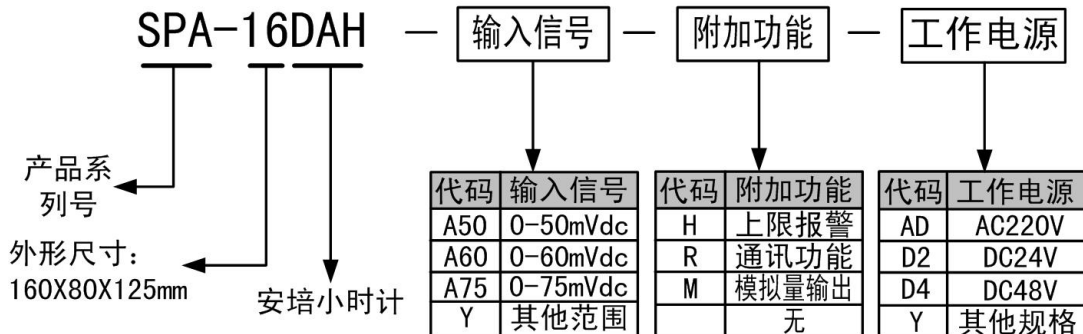 SPA-16DAH — 输入信号 — 附加功能 — 工作电源
产品系
列号
外形尺寸:
160X80X125mm
安培小时计
代码 输入信号
A50 0-50mVdc
A60 0-60mVdc
A75 0-75mVdc
Y 其他范围
代码 附加功能
H 上限报警
R 通讯功能
M 模拟量输出
无
代码 工作电源
AD AC220V
D2 DC24V
D4 DC48V
Y 其他规格